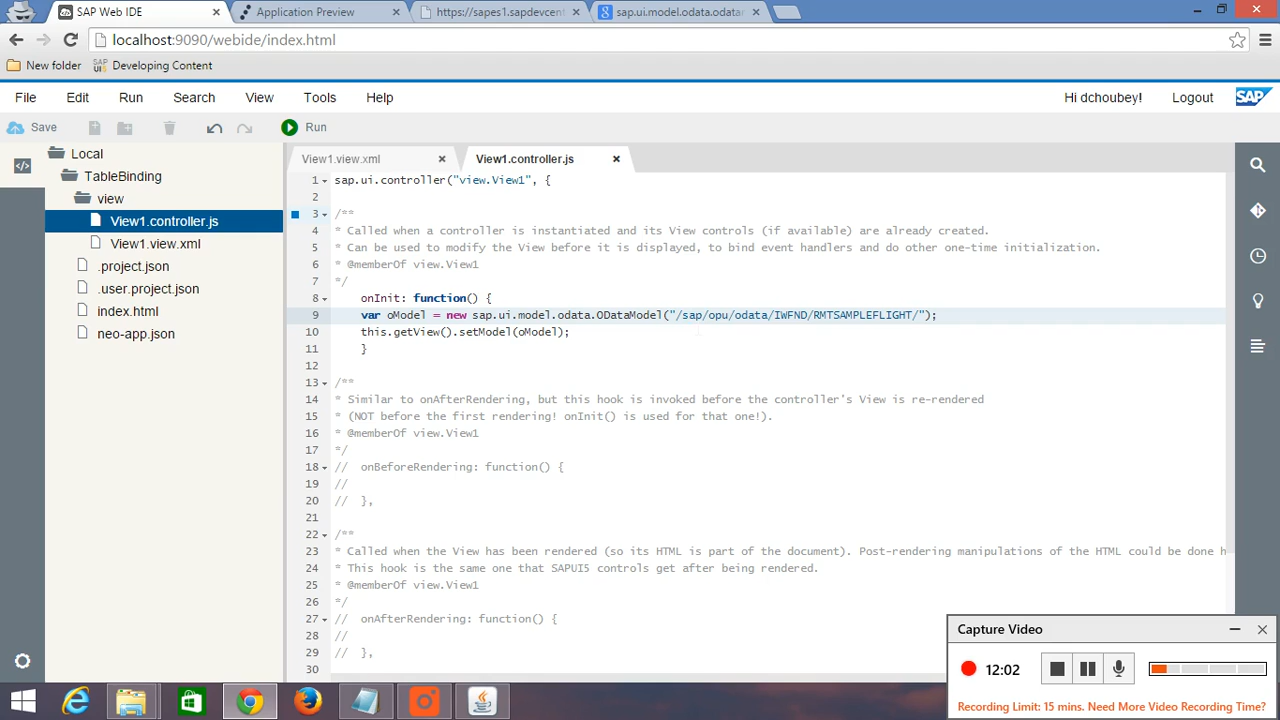 SAP Web IDE
Application Preview
https://sapes1.sapdevcent
sap.ui.model.odata.odata
localhost:9090/webide/index.html
New folder
Developing Content
File
Edit
Run
Search
View
Tools
Help
Hi dchoubey!
Logout
SAP
Save
Run
Local
TableBinding
view
View1.controller.js
View1.view.xml
.project.json
.user.project.json
index.html
neo-app.json
View1.view.xml
View1.controller.js
1 sap.ui.controller("view.View1", {
2
3 /**
4 * Called when a controller is instantiated and its View controls (if available) are already created.
5 * Can be used to modify the View before it is displayed, to bind event handlers and do other one-time initialization.
6 * @memberOf view.View1
7 */
8 onInit: function() {
9 var oModel = new sap.ui.model.odata.ODataModel("/sap/opu/odata/IWFND/RMTSAMPLEFLIGHT/");
10 this.getView().setModel(oModel);
11 }
12
13 /**
14 * Similar to onAfterRendering, but this hook is invoked before the controller's View is re-rendered
15 * (NOT before the first rendering! onInit() is used for that one!).
16 * @memberOf view.View1
17 */
18 // onBeforeRendering: function() {
19 //
20 // },
21
22 /**
23 * Called when the View has been rendered (so its HTML is part of the document). Post-rendering manipulations of the HTML could be done h
24 * This hook is the same one that SAPUI5 controls get after being rendered.
25 * @memberOf view.View1
26 */
27 // onAfterRendering: function() {
28 //
29 // },
30
Capture Video
12:02
Recording Limit: 15 mins. Need More Video Recording Time?